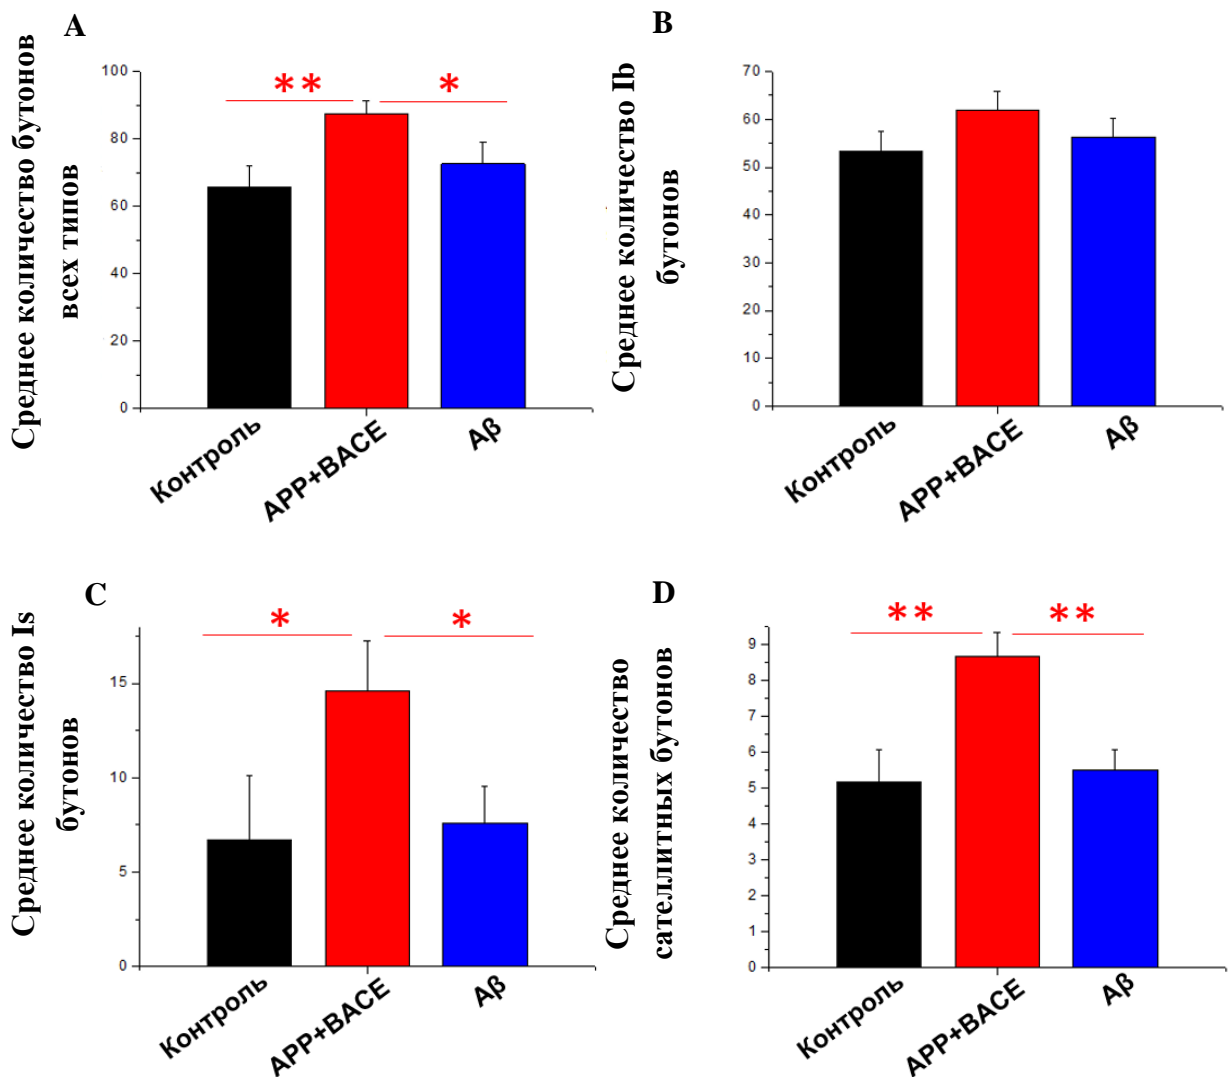 A
Среднее количество бутонов
всех типов
100
80
60
40
20
0
**
*
Контроль
APP+BACE
Aβ
B
Среднее количество Ib
бутонов
70
60
50
40
30
20
10
0
Контроль
APP+BACE
Aβ
C
Среднее количество Is
бутонов
15
10
5
0
*
*
Контроль
APP+BACE
Aβ
D
Среднее количество
сателлитных бутонов
9
8
7
6
5
4
3
2
1
0
**
**
Контроль
APP+BACE
Aβ